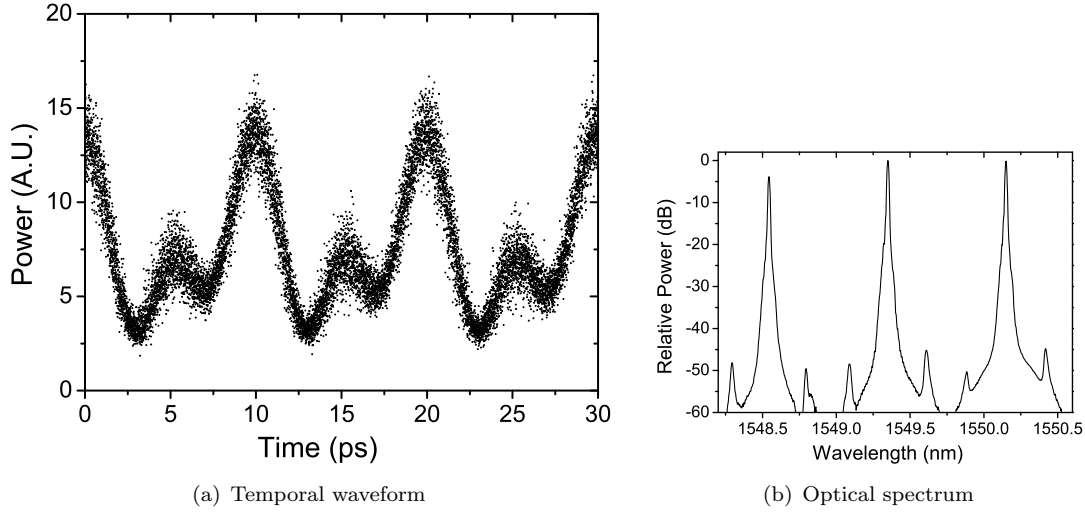 20
15
10
5
0
Power (A.U.)
0 5 10 15 20 25 30
Time (ps)
(a) Temporal waveform
0
-10
-20
-30
-40
-50
-60
Relative Power (dB)
1548.5 1549.0 1549.5 1550.0 1550.5
Wavelength (nm)
(b) Optical spectrum